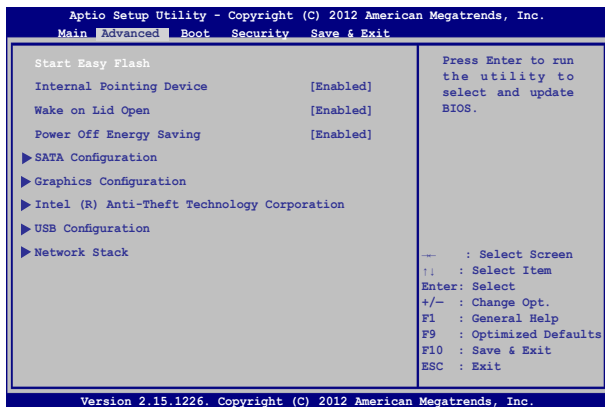 Aptio Setup Utility - Copyright (C) 2012 American Megatrends, Inc.
Main Advanced Boot Security Save & Exit
Start Easy Flash
Internal Pointing Device [Enabled]
Wake on Lid Open [Enabled]
Power Off Energy Saving [Enabled]
SATA Configuration
Graphics Configuration
Intel (R) Anti-Theft Technology Corporation
USB Configuration
Network Stack
Press Enter to run
the utility to
select and update
BIOS.
→← : Select Screen
↑↓ : Select Item
Enter: Select
+/— : Change Opt.
F1 : General Help
F9 : Optimized Defaults
F10 : Save & Exit
ESC : Exit
Version 2.15.1226. Copyright (C) 2012 American Megatrends, Inc.